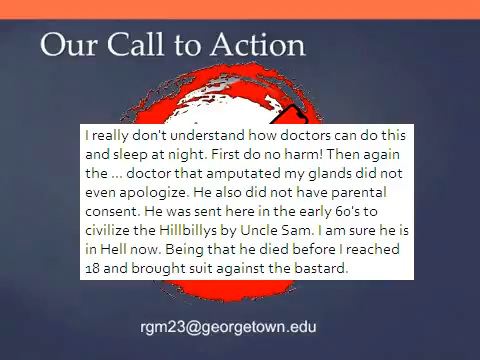 Our Call to Action
I really don't understand how doctors can do this
and sleep at night. First do no harm! Then again
the ... doctor that amputated my glands did not
even apologize. He also did not have parental
consent. He was sent here in the early 60's to
civilize the Hillbillys by Uncle Sam. I am sure he is
in Hell now. Being that he died before I reached
18 and brought suit against the bastard.
rgm23@georgetown.edu